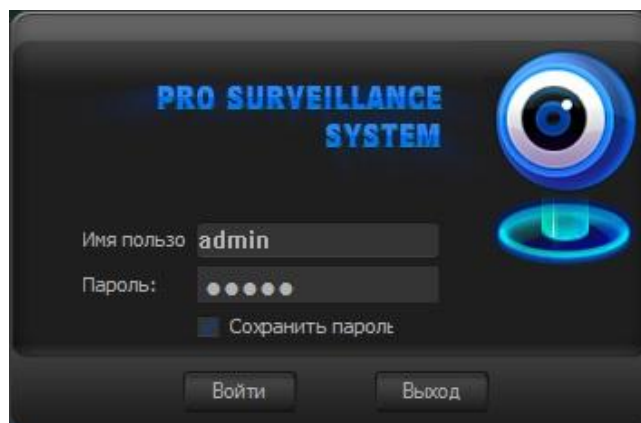 PRO SURVEILLANCE
SYSTEM
Имя пользо admin
Пароль: ●●●●●
Сохранить пароль
Войти Выход